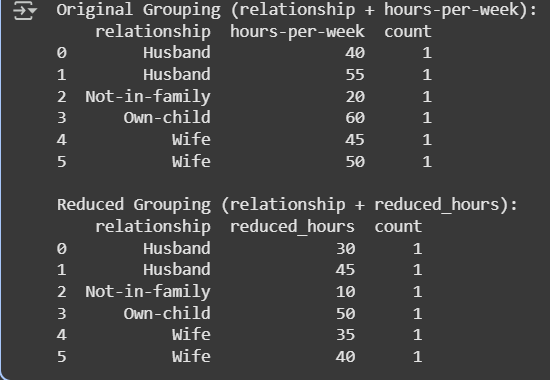 Original Grouping (relationship + hours-per-week):
relationship hours-per-week count
0 Husband 40 1
1 Husband 55 1
2 Not-in-family 20 1
3 Own-child 60 1
4 Wife 45 1
5 Wife 50 1
Reduced Grouping (relationship + reduced_hours):
relationship reduced_hours count
0 Husband 30 1
1 Husband 45 1
2 Not-in-family 10 1
3 Own-child 50 1
4 Wife 35 1
5 Wife 40 1